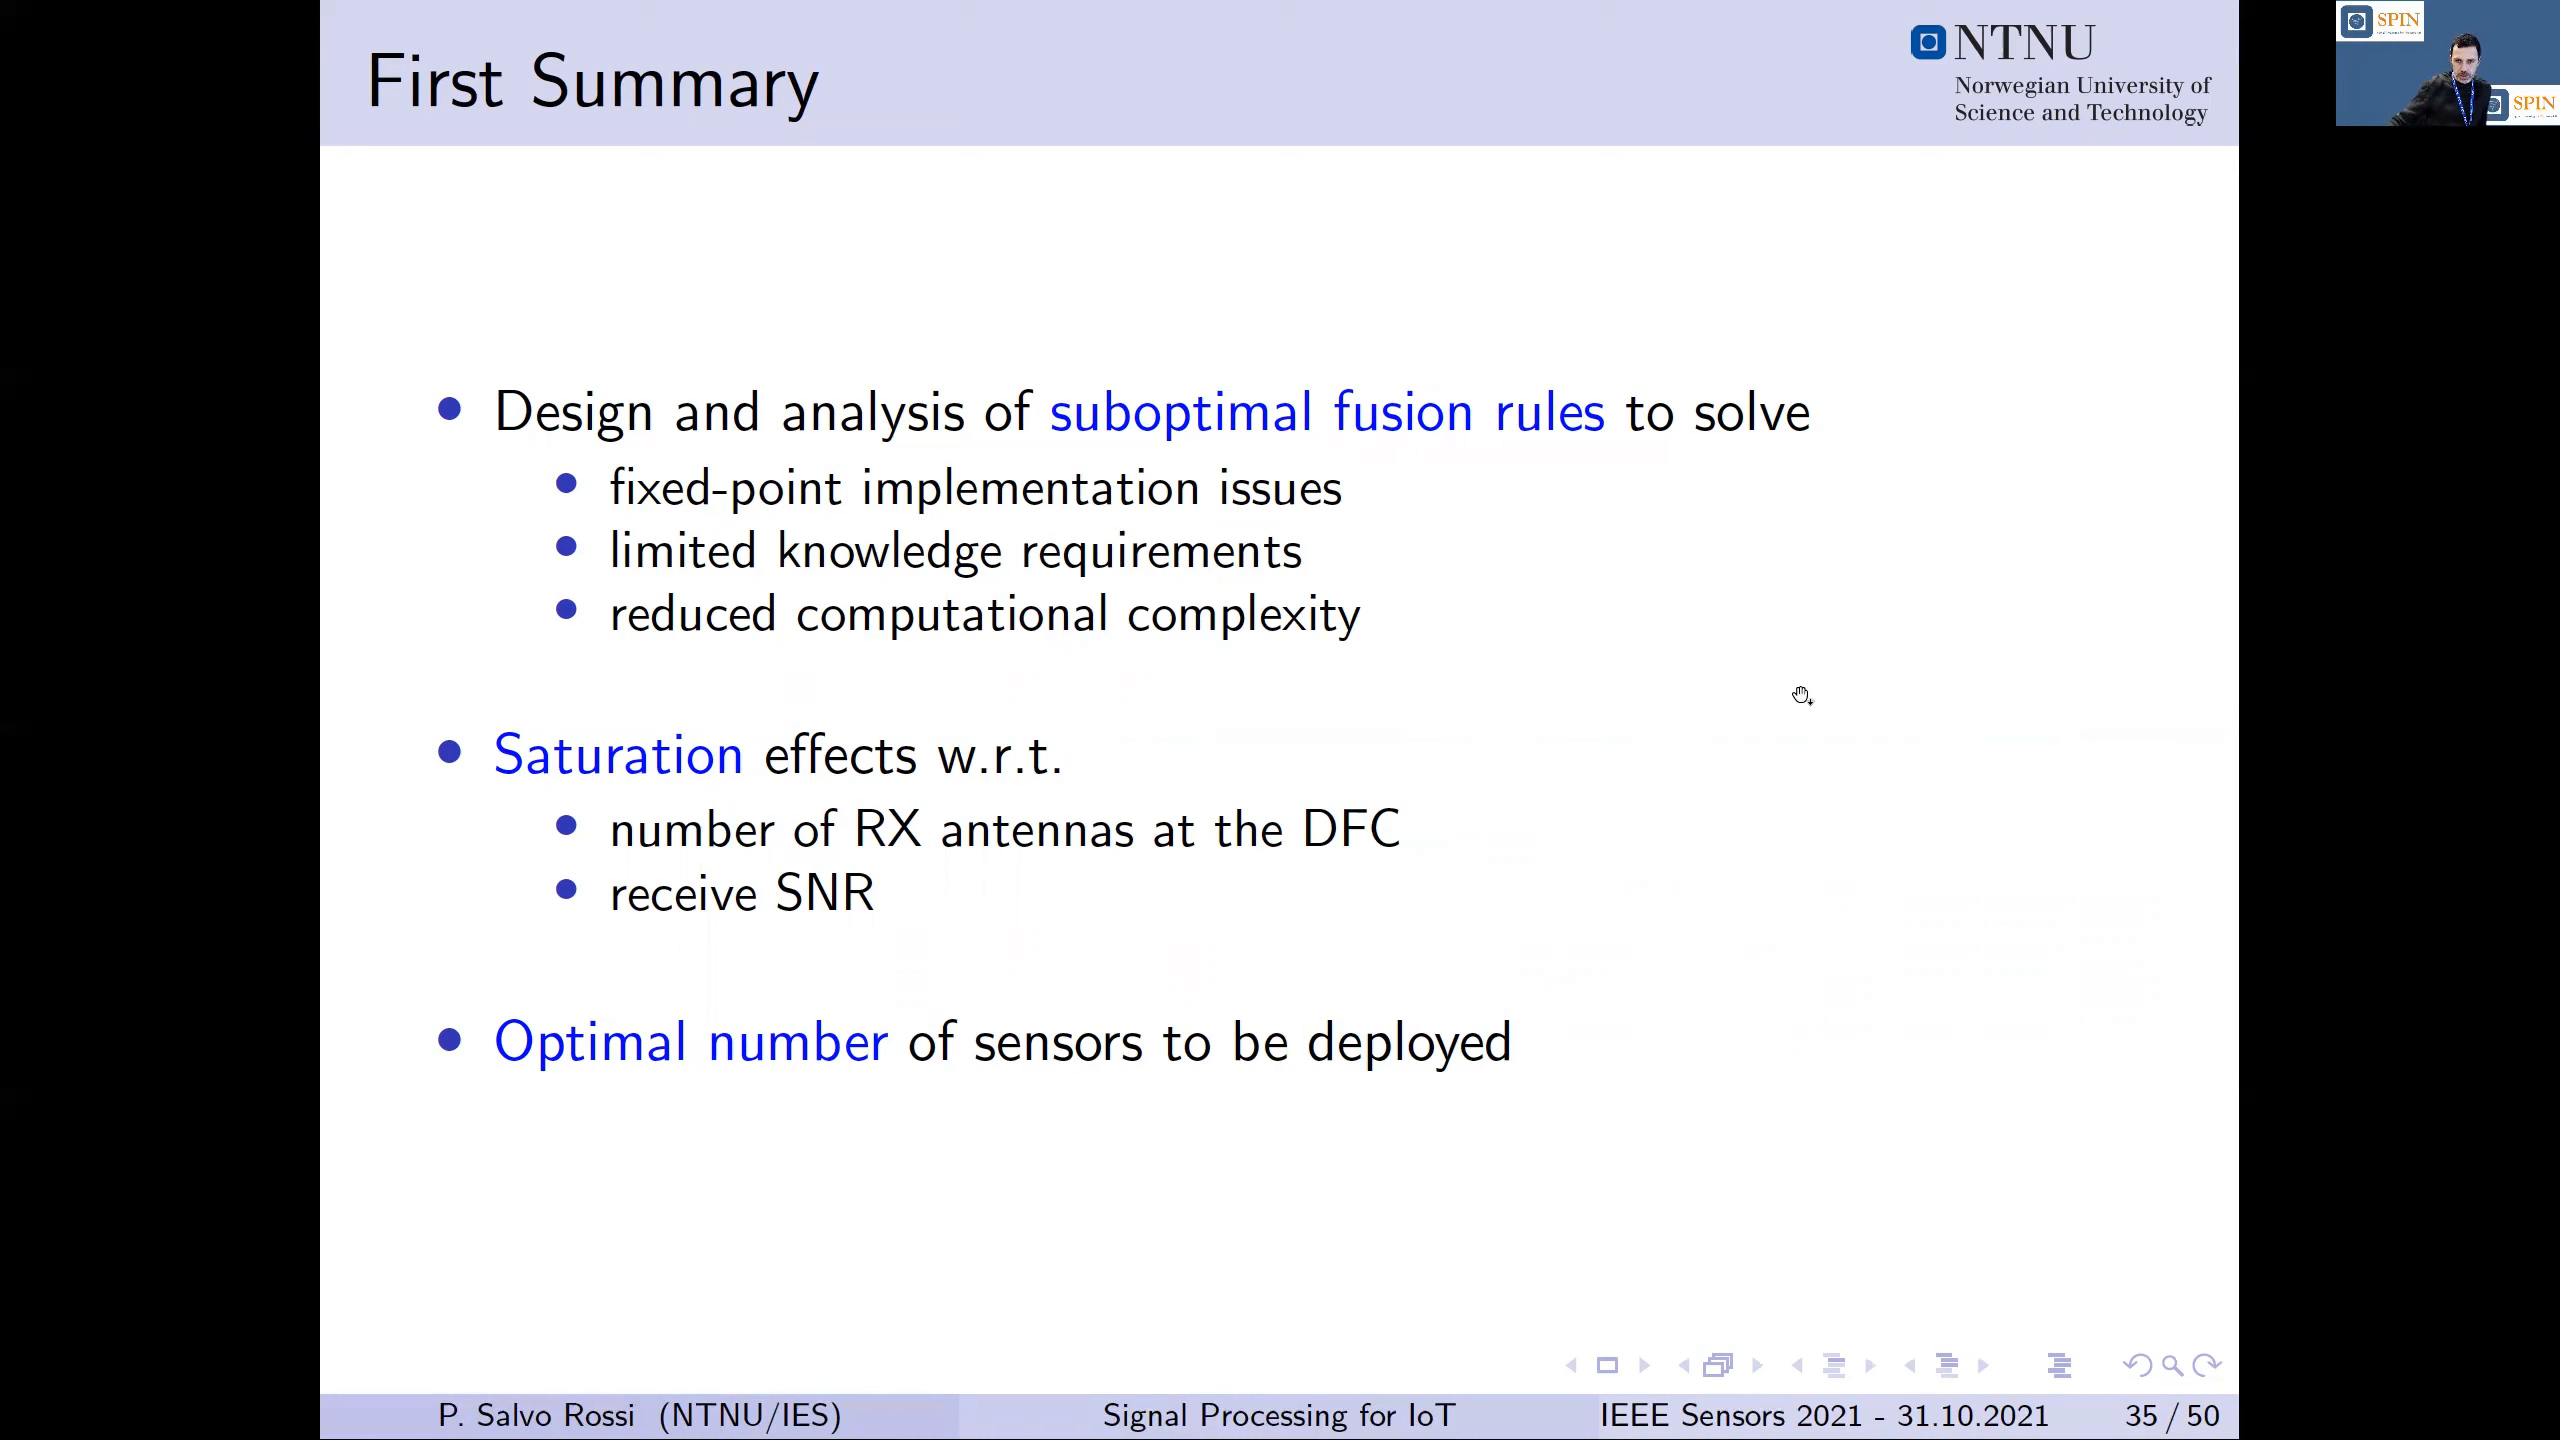 First Summary
NTNU
Norwegian University of
Science and Technology
SPIN
SPIN
Design and analysis of suboptimal fusion rules to solve
fixed-point implementation issues
limited knowledge requirements
reduced computational complexity
Saturation effects w.r.t.
number of RX antennas at the DFC
receive SNR
Optimal number of sensors to be deployed
P. Salvo Rossi (NTNU/IES)
Signal Processing for IoT
IEEE Sensors 2021 - 31.10.2021
35 / 50